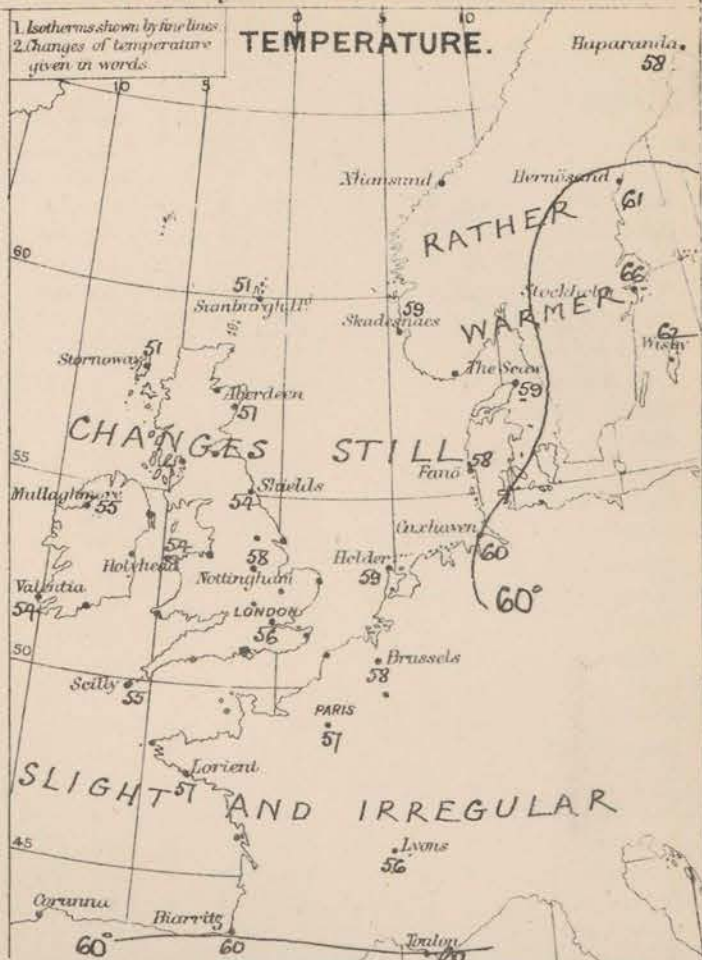 1. Isotherms shown by fine lines
2. Changes of temperature
given in words.
TEMPERATURE.
10
5
0
5
10
Haparanda
58
Xtiansund
Hernösand
61
RATHER
60
51
Sumburgh Hd
59
Skudesnaes
Stockholm
66
WARMER
62
Wisby
51
Stornoway
The Scaw
59
Aberdeen
51
CHANGES STILL
55
Fanö
58
Mullaghmore
55
Shields
54
Cuxhaven
60
54
Holyhead
58
Nottingham
Helder
59
60°
Valentia
54
LONDON
56
50
Brussels
58
Scilly
55
PARIS
57
Lorient
57
SLIGHT AND IRREGULAR
45
Lyons
56
Corunna
Biarritz
60°
60
Toulon